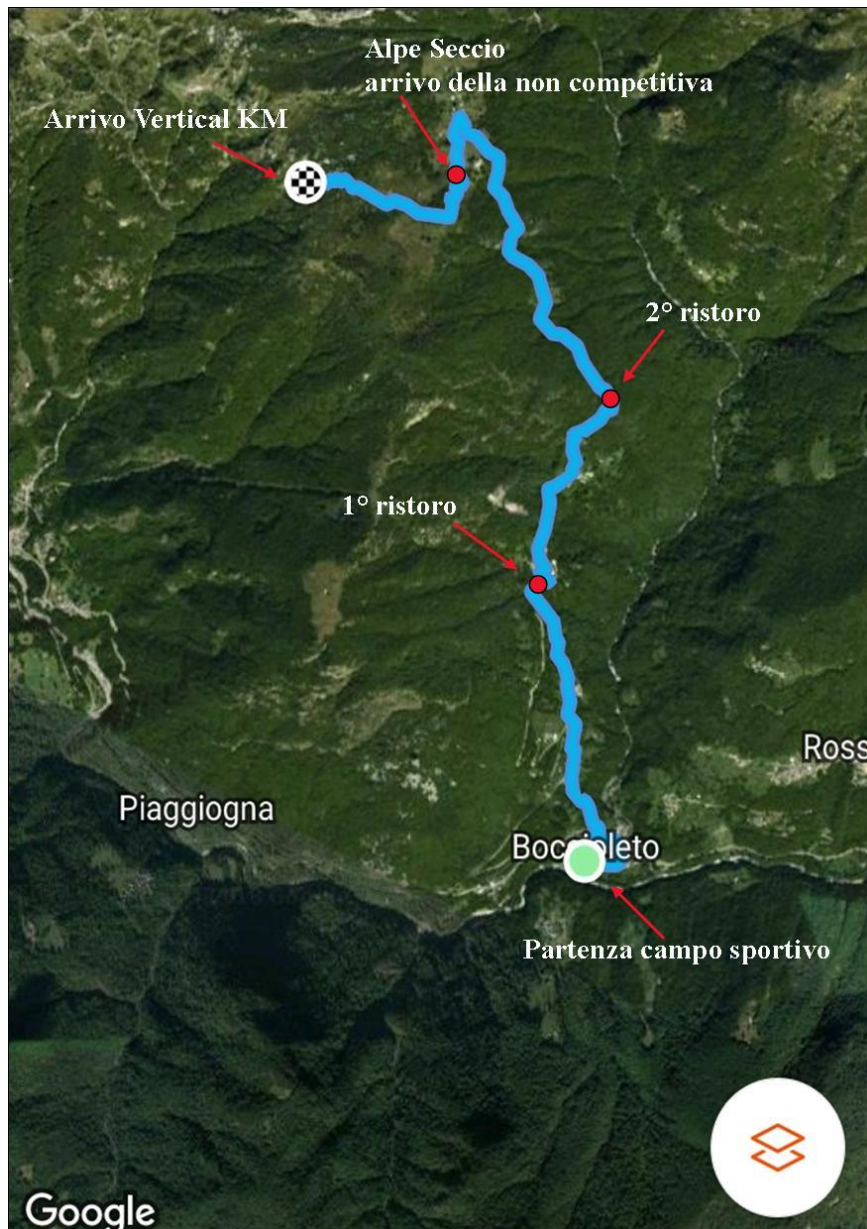 Alpe Seccio
arrivo della non competitiva
Arrivo Vertical KM
2° ristoro
1° ristoro
Ross
Piaggiogna
Boccioleto
Partenza campo sportivo
Google